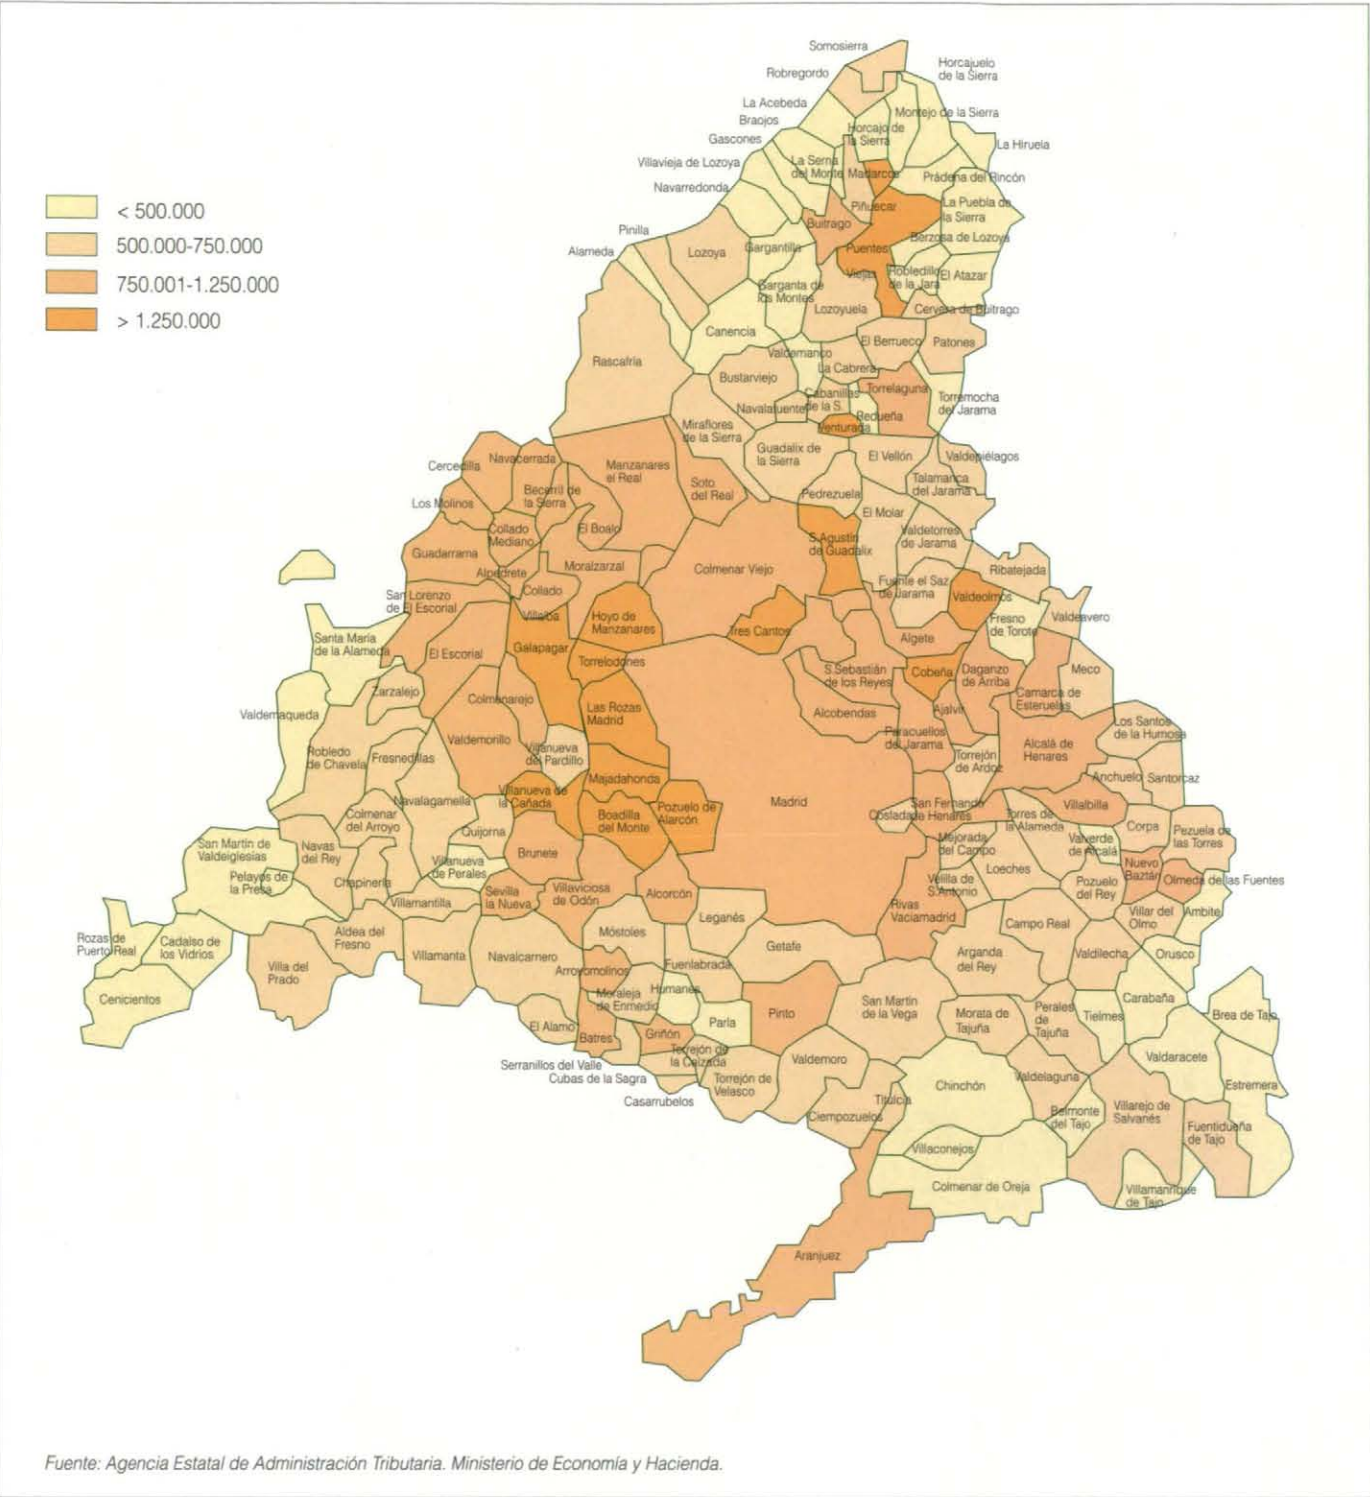 Somosierra
Horcajuelo
de la Sierra
Robregordo
La Acebeda
Montejo de la Sierra
Braojos
Horcajo de
la Sierra
Gascones
La Hiruela
Villavieja de Lozoya
La Serna
del Monte
Madarcos
Prádena del Rincón
Navarredonda
< 500.000
Piñuecar
La Puebla de
la Sierra
Buitrago
Pinilla
500.000-750.000
Alameda
Lozoya
Gargantilla
Puentes
Viejas
Berzosa de Lozoya
Robledillo
de la Jara
El Atazar
750.001-1.250.000
Garganta de
los Montes
Lozoyuela
Cervera de Buitrago
> 1.250.000
Canencia
El Berrueco
Patones
Rascafría
Valdemanco
La Cabrera
Bustarviejo
Torrelaguna
Cabanillas
de la S.
Torremocha
del Jarama
Navalafuente
Redueña
Venturada
Miraflores
de la Sierra
Guadalix de
la Sierra
El Vellón
Valdepiélagos
Cercedilla
Navacerrada
Manzanares
el Real
Soto
del Real
Talamanca
del Jarama
Los Molinos
Becerril de
la Sierra
Pedrezuela
El Molar
Collado
Mediano
El Boalo
Valdetorres
de Jarama
Guadarrama
S.Agustín
de Guadalix
Alpedrete
Moralzarzal
Colmenar Viejo
Ribatejada
San Lorenzo
de El Escorial
Collado
Villalba
Fuente el Saz
de Jarama
Valdeolmos
Hoyo de
Manzanares
Fresno
de Torote
Valdeavero
Santa María
de la Alameda
El Escorial
Galapagar
Tres Cantos
Algete
Torrelodones
S.Sebastián
de los Reyes
Cobeña
Daganzo
de Arriba
Meco
Zarzalejo
Colmenarejo
Camarca de
Esteruelas
Valdemaqueda
Las Rozas
Madrid
Alcobendas
Ajalvir
Los Santos
de la Humosa
Robledo
de Chavela
Fresnedillas
Valdemorillo
Villanueva
del Pardillo
Paracuellos
de Jarama
Torrejón
de Ardoz
Alcalá de
Henares
Majadahonda
Anchuelo
Santorcaz
Navalagamella
Villanueva de
la Cañada
Boadilla
del Monte
Pozuelo de
Alarcón
Madrid
Coslada
San Fernando
de Henares
Torres de
la Alameda
Villalbilla
Colmenar
del Arroyo
Quijorna
Mejorada
del Campo
Valverde
de Alcalá
Corpa
Pezuela de
las Torres
San Martín de
Valdeiglesias
Navas
del Rey
Brunete
Villanueva
de Perales
Loeches
Nuevo
Baztán
Pelayos de
la Presa
Chapinería
Sevilla
la Nueva
Villaviciosa
de Odón
Alcorcón
Velilla de
S.Antonio
Pozuelo
del Rey
Olmeda de las Fuentes
Villamantilla
Leganés
Rivas
Vaciamadrid
Villar del
Olmo
Ambite
Rozas de
Puerto Real
Cadalso de
los Vidrios
Aldea del
Fresno
Villamanta
Navalcarnero
Móstoles
Getafe
Campo Real
Arganda
del Rey
Valdilecha
Orusco
Villa del
Prado
Arroyomolinos
Fuenlabrada
Cenicientos
Moraleja
de Enmedio
Humanes
Parla
Pinto
San Martín
de la Vega
Morata de
Tajuña
Perales
de
Tajuña
Tielmes
Carabaña
Brea de Tajo
El Alamo
Batres
Griñón
Torrejón de
la Calzada
Valdemoro
Valdaracete
Serranillos del Valle
Cubas de la Sagra
Casarrubelos
Torrejón de
Velasco
Chinchón
Valdelaguna
Estremera
Ciempozuelos
Titulcia
Belmonte
del Tajo
Villarejo de
Salvanés
Fuentidueña
de Tajo
Villaconejos
Colmenar de Oreja
Villamanrique
de Tajo
Aranjuez
Fuente: Agencia Estatal de Administración Tributaria. Ministerio de Economía y Hacienda.